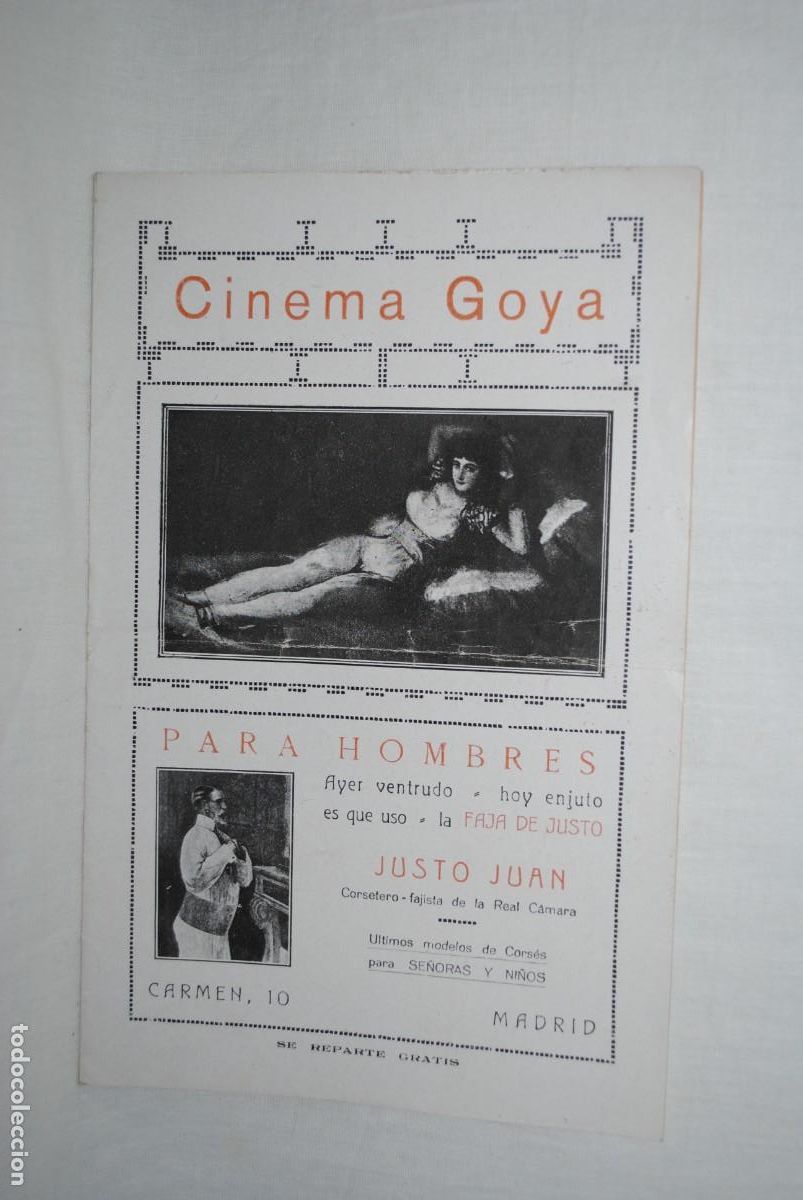 Cinema Goya
PARA HOMBRES
Ayer ventrudo - hoy enjuto
es que uso - la FAJA DE JUSTO
JUSTO JUAN
Corsetero-fajista de la Real Cámara
Ultimos modelos de Corsés
para SEÑORAS Y NIÑOS
CARMEN, 10
MADRID
SE REPARTE GRATIS
todocoleccion